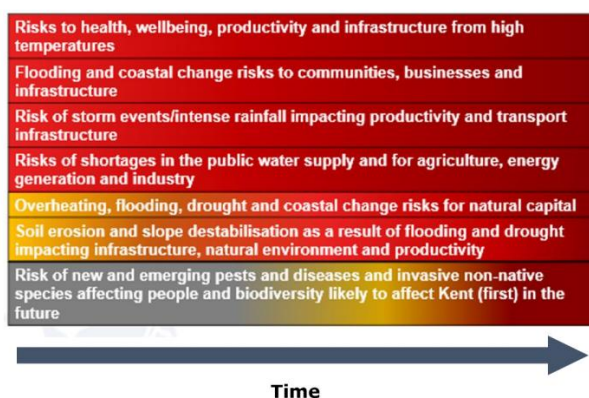 Risks to health, wellbeing, productivity and infrastructure from high
temperatures
Flooding and coastal change risks to communities, businesses and
infrastructure
Risk of storm events/intense rainfall impacting productivity and transport
infrastructure
Risks of shortages in the public water supply and for agriculture, energy
generation and industry
Overheating, flooding, drought and coastal change risks for natural capital
Soil erosion and slope destabilisation as a result of flooding and drought
impacting infrastructure, natural environment and productivity
Risk of new and emerging pests and diseases and invasive non-native
species affecting people and biodiversity likely to affect Kent (first) in the
future
Time